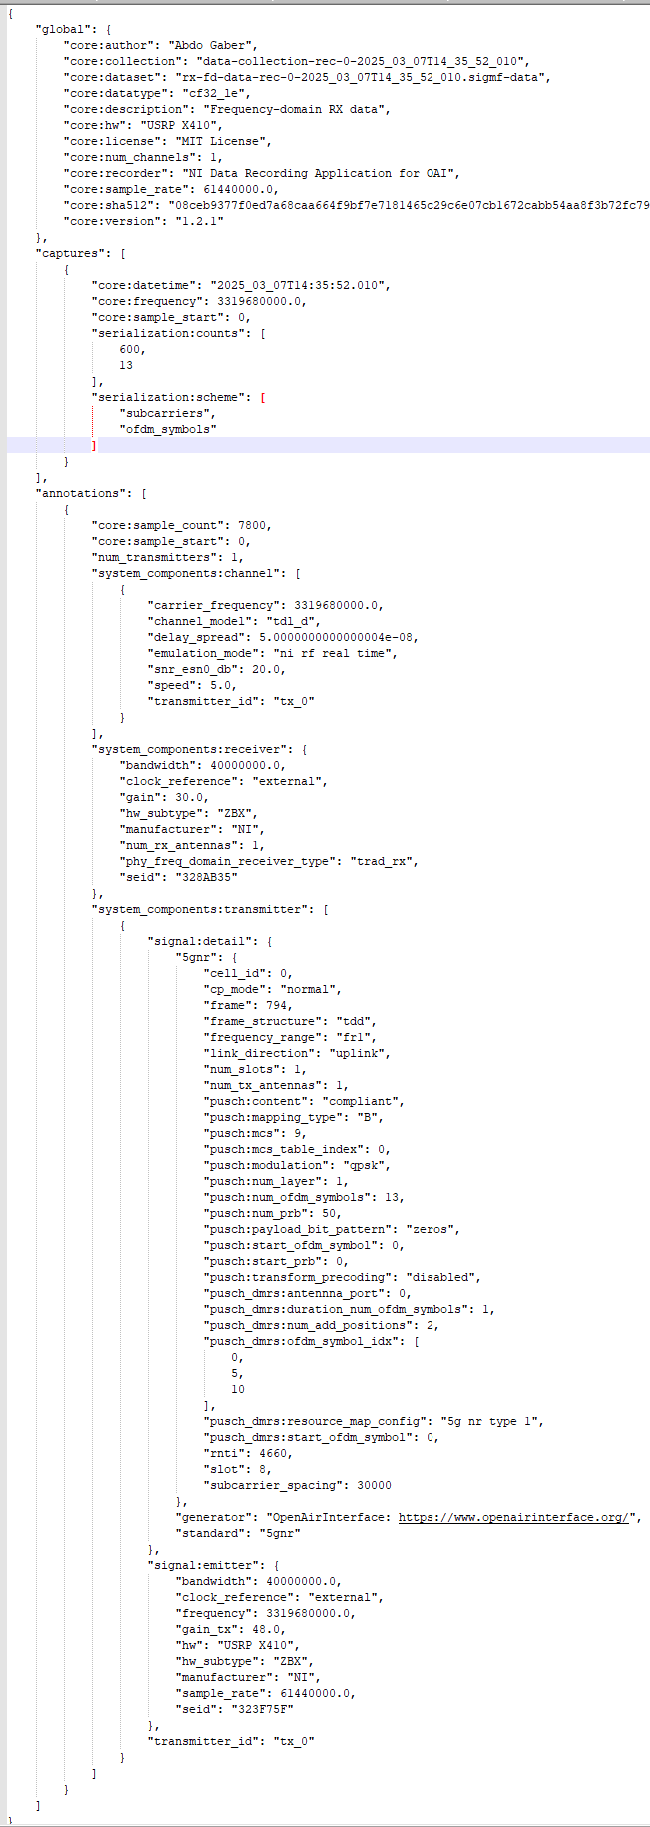 {
"global": {
"core:author": "Abdo Gaber",
"core:collection": "data-collection-rec-0-2025_03_07T14_35_52_010",
"core:dataset": "rx-fd-data-rec-0-2025_03_07T14_35_52_010.sigmf-data",
"core:datatype": "cf32_le",
"core:description": "Frequency-domain RX data",
"core:hw": "USRP X410",
"core:license": "MIT License",
"core:num_channels": 1,
"core:recorder": "NI Data Recording Application for OAI",
"core:sample_rate": 61440000.0,
"core:sha512": "08ceb9377f0ed7a68caa664f9bf7e7181465c29c6e07cb1672cabb54aa8f3b72fc79
"core:version": "1.2.1"
},
"captures": [
{
"core:datetime": "2025_03_07T14:35:52.010",
"core:frequency": 3319680000.0,
"core:sample_start": 0,
"serialization:counts": [
600,
13
],
"serialization:scheme": [
"subcarriers",
"ofdm_symbols"
]
}
],
"annotations": [
{
"core:sample_count": 7800,
"core:sample_start": 0,
"num_transmitters": 1,
"system_components:channel": [
{
"carrier_frequency": 3319680000.0,
"channel_model": "tdl_d",
"delay_spread": 5.0000000000000004e-08,
"emulation_mode": "ni rf real time",
"snr_esn0_db": 20.0,
"speed": 5.0,
"transmitter_id": "tx_0"
}
],
"system_components:receiver": {
"bandwidth": 40000000.0,
"clock_reference": "external",
"gain": 30.0,
"hw_subtype": "ZBX",
"manufacturer": "NI",
"num_rx_antennas": 1,
"phy_freq_domain_receiver_type": "trad_rx",
"seid": "328AB35"
},
"system_components:transmitter": [
{
"signal:detail": {
"5gnr": {
"cell_id": 0,
"cp_mode": "normal",
"frame": 794,
"frame_structure": "tdd",
"frequency_range": "fr1",
"link_direction": "uplink",
"num_slots": 1,
"num_tx_antennas": 1,
"pusch:content": "compliant",
"pusch:mapping_type": "B",
"pusch:mcs": 9,
"pusch:mcs_table_index": 0,
"pusch:modulation": "qpsk",
"pusch:num_layer": 1,
"pusch:num_ofdm_symbols": 13,
"pusch:num_prb": 50,
"pusch:payload_bit_pattern": "zeros",
"pusch:start_ofdm_symbol": 0,
"pusch:start_prb": 0,
"pusch:transform_precoding": "disabled",
"pusch_dmrs:antennna_port": 0,
"pusch_dmrs:duration_num_ofdm_symbols": 1,
"pusch_dmrs:num_add_positions": 2,
"pusch_dmrs:ofdm_symbol_idx": [
0,
5,
10
],
"pusch_dmrs:resource_map_config": "5g nr type 1",
"pusch_dmrs:start_ofdm_symbol": 0,
"rnti": 4660,
"slot": 8,
"subcarrier_spacing": 30000
},
"generator": "OpenAirInterface: https://www.openairinterface.org/",
"standard": "5gnr"
},
"signal:emitter": {
"bandwidth": 40000000.0,
"clock_reference": "external",
"frequency": 3319680000.0,
"gain_tx": 48.0,
"hw": "USRP X410",
"hw_subtype": "ZBX",
"manufacturer": "NI",
"sample_rate": 61440000.0,
"seid": "323F75F"
},
"transmitter_id": "tx_0"
}
]
}
]
}